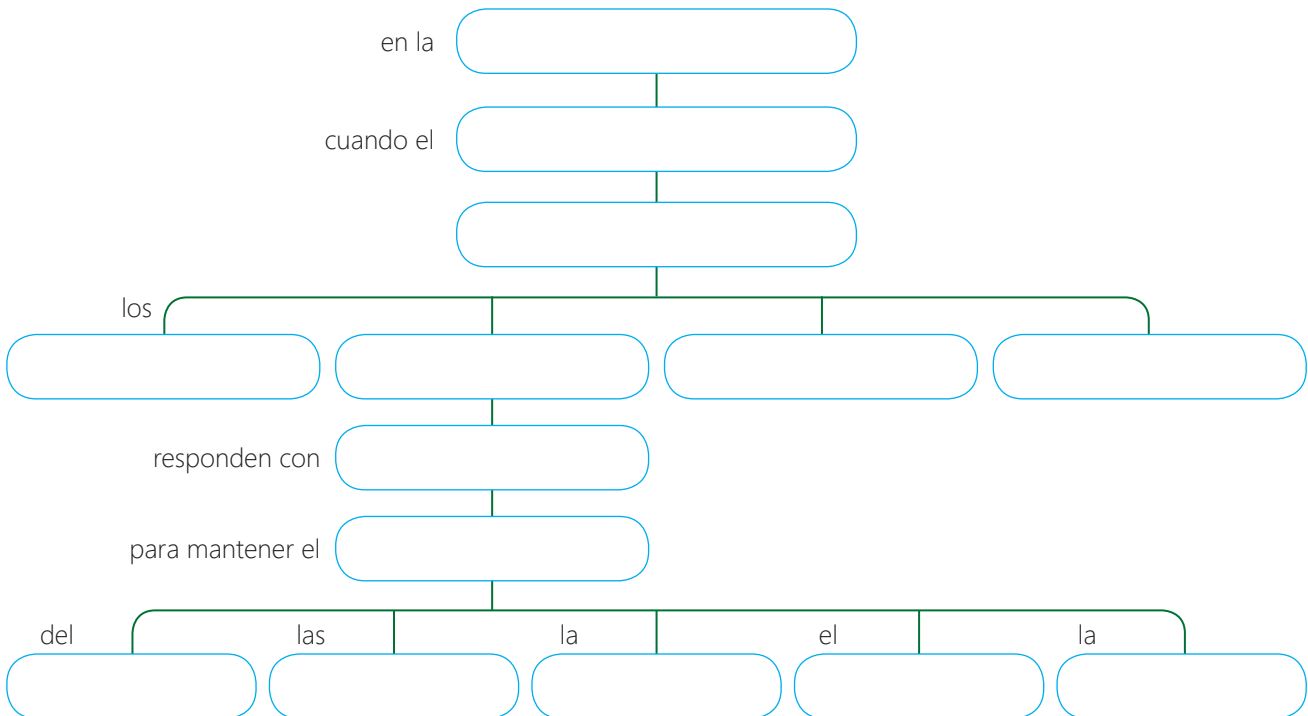 en la
cuando el
los
responden con
para mantener el
del
las
la
el
la